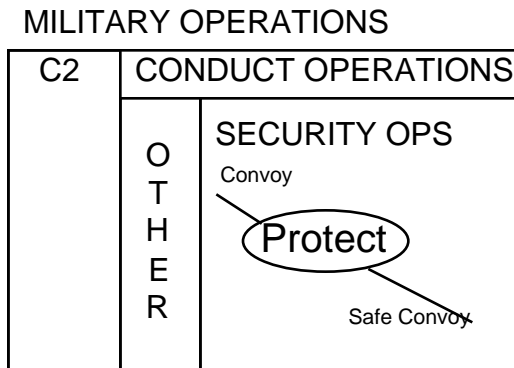 MILITARY OPERATIONS
C2
CONDUCT OPERATIONS
O
T
H
E
R
SECURITY OPS
Convoy
Protect
Safe Convoy